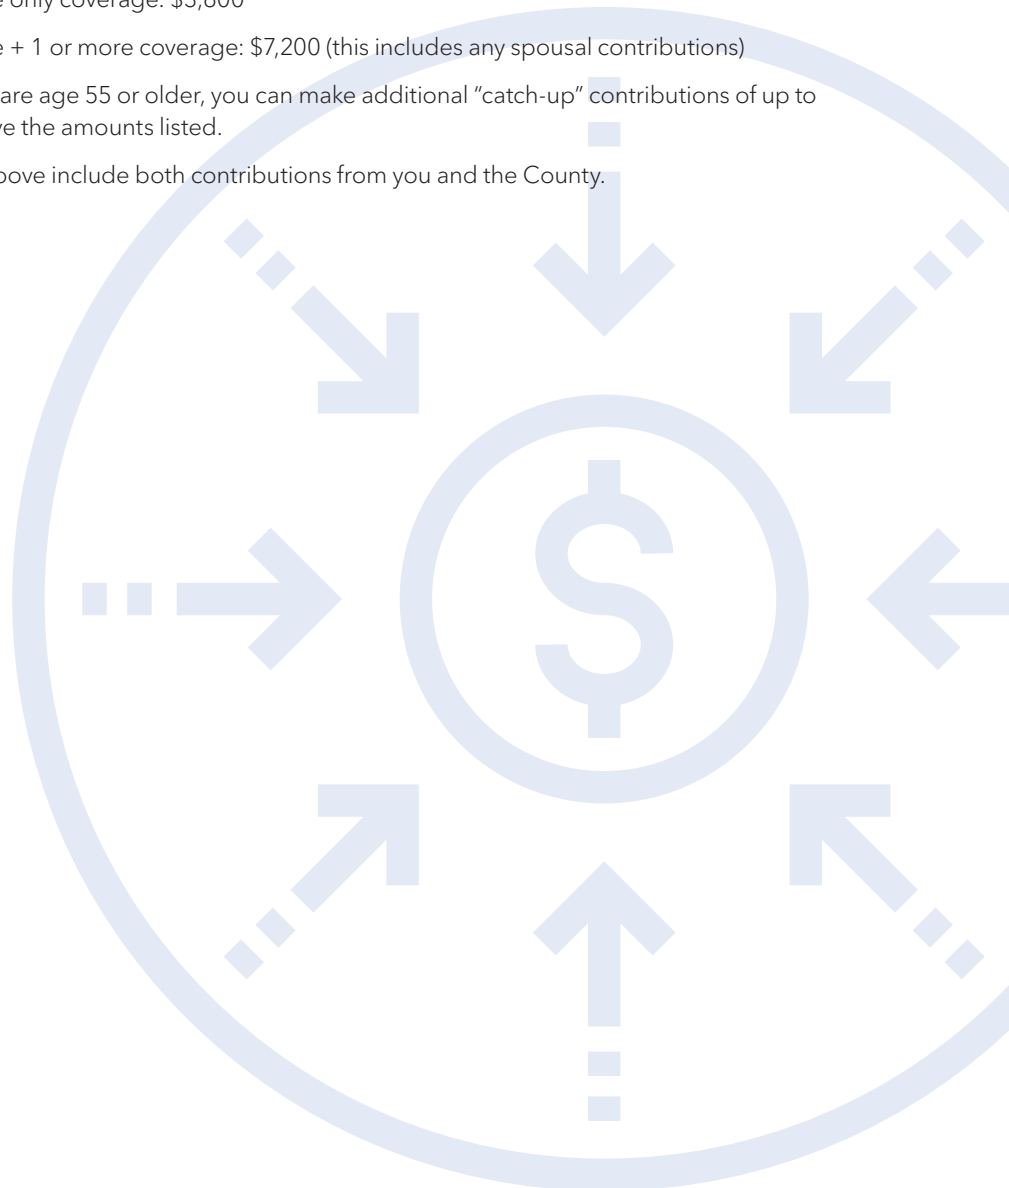 only coverage: $3,600
e + 1 or more coverage: $7,200 (this includes any spousal contributions)
are age 55 or older, you can make additional “catch-up” contributions of up to
ve the amounts listed.
bove include both contributions from you and the County.
$